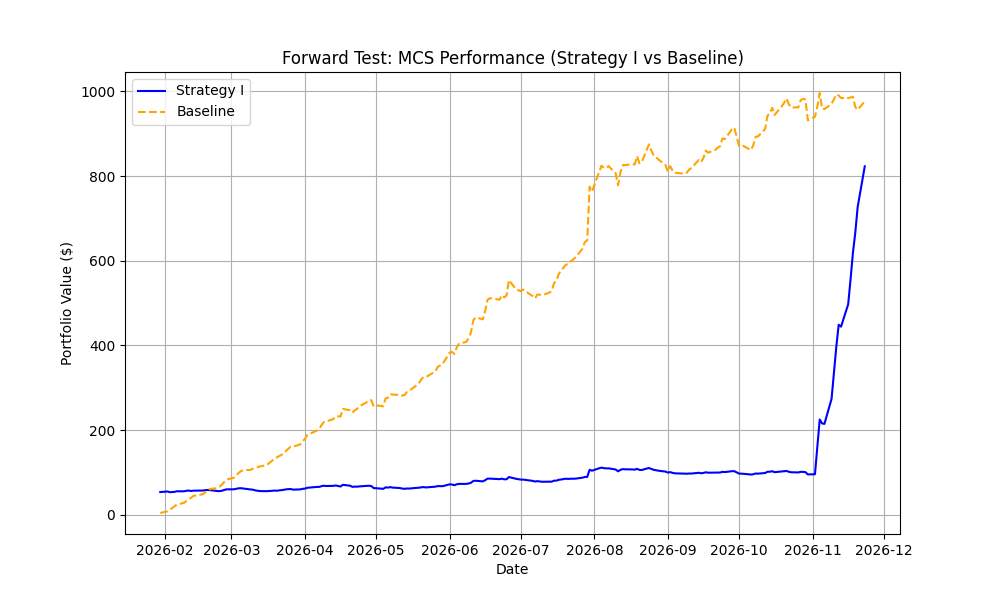 Forward Test: MCS Performance (Strategy I vs Baseline)
Strategy I
Baseline
Portfolio Value ($)
1000
800
600
400
200
0
2026-02 2026-03 2026-04 2026-05 2026-06 2026-07 2026-08 2026-09 2026-10 2026-11 2026-12
Date